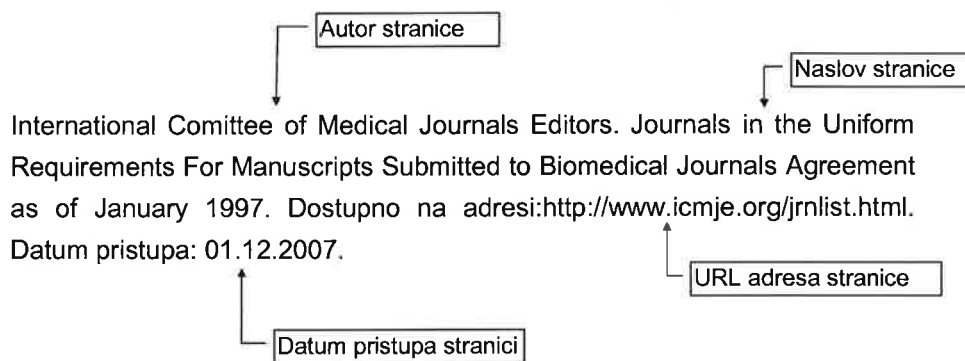 Autor stranice
Naslov stranice
International Comittee of Medical Journals Editors. Journals in the Uniform
Requirements For Manuscripts Submitted to Biomedical Journals Agreement
as of January 1997. Dostupno na adresi:http://www.icmje.org/jrnlist.html.
Datum pristupa: 01.12.2007.
URL adresa stranice
Datum pristupa stranici